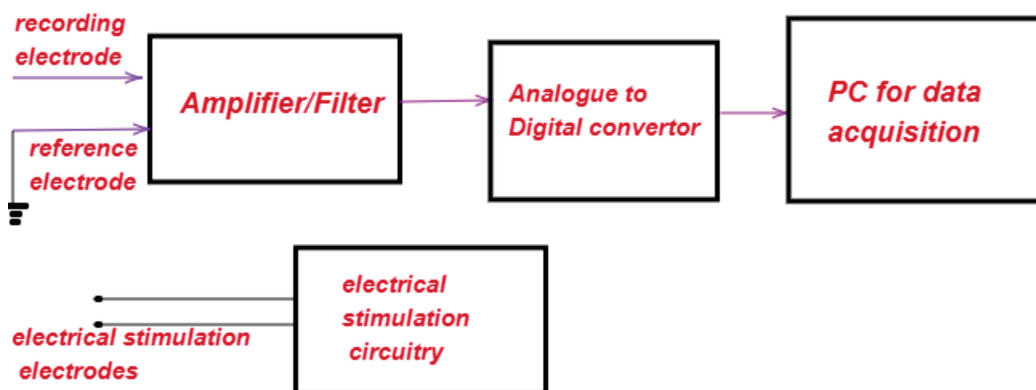 recording
electrode
Amplifier/Filter
Analogue to
Digital convertor
PC for data
acquisition
reference
electrode
electrical
stimulation
circuitry
electrical stimulation
electrodes